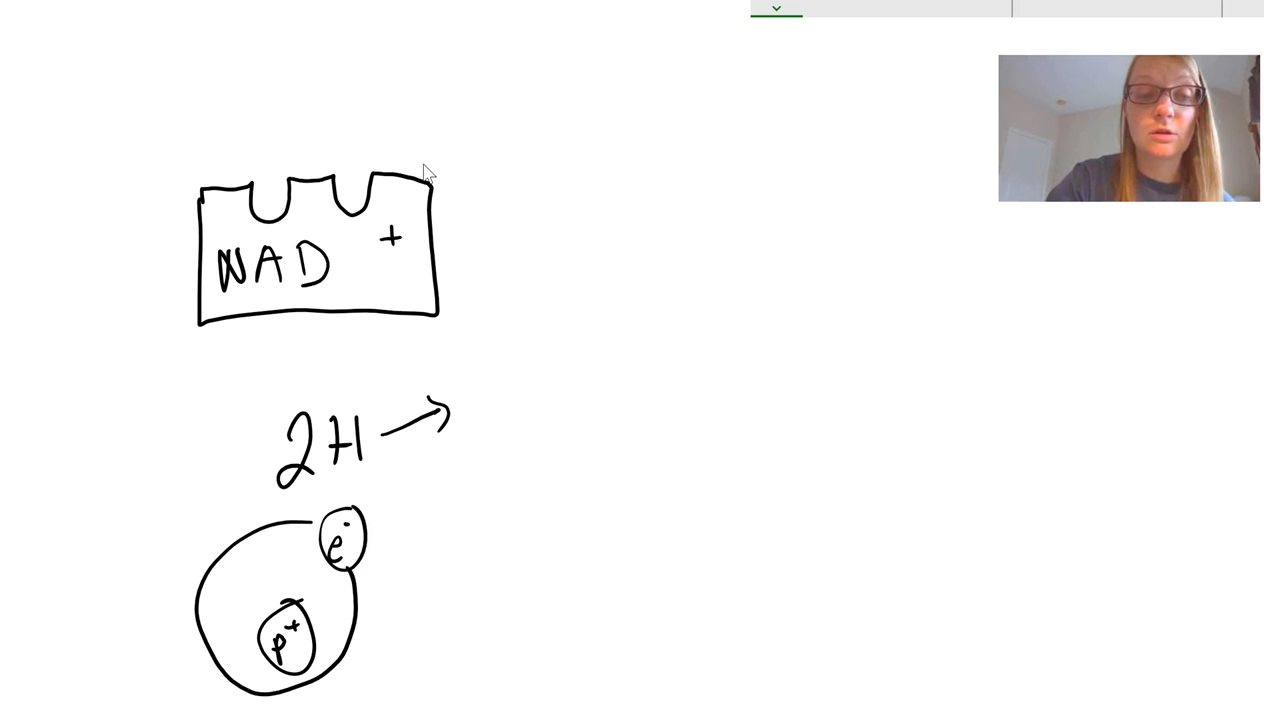 NAD +
2H →
e-
p+